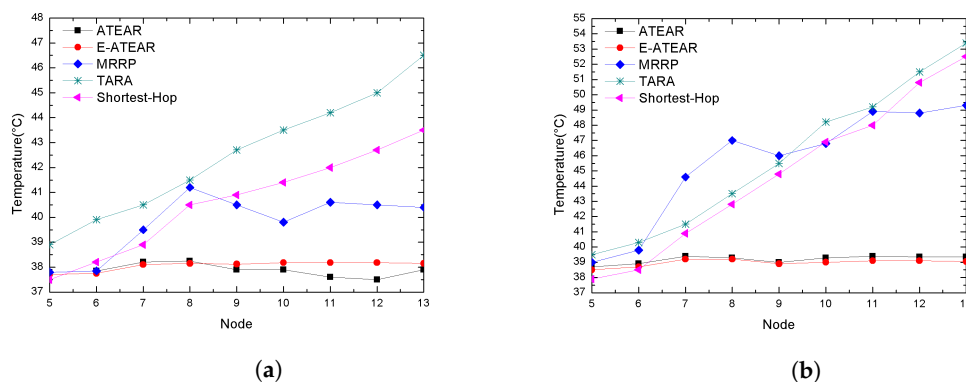 48
47
46
45
44
43
42
41
40
39
38
37
Temperature(°C)
ATEAR
E-ATEAR
MRRP
TARA
Shortest-Hop
5 6 7 8 9 10 11 12 13
Node
(a)
55
54
53
52
51
50
49
48
47
46
45
44
43
42
41
40
39
38
37
Temperature(°C)
ATEAR
E-ATEAR
MRRP
TARA
Shortest-Hop
5 6 7 8 9 10 11 12 1
Node
(b)